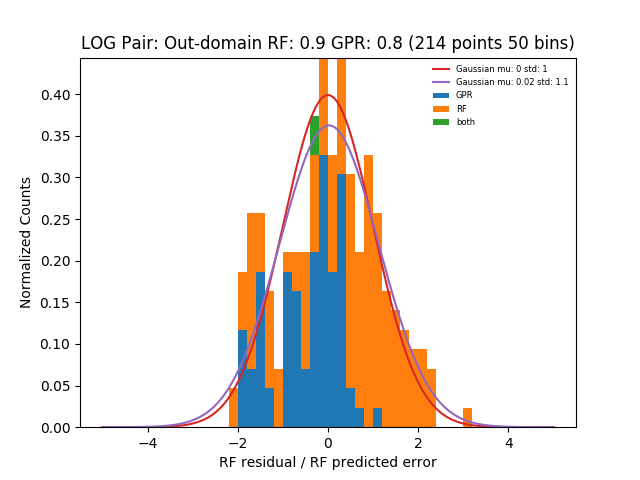 LOG Pair: Out-domain RF: 0.9 GPR: 0.8 (214 points 50 bins)
Gaussian mu: 0 std: 1
Gaussian mu: 0.02 std: 1.1
GPR
RF
both
Normalized Counts
0.40
0.35
0.30
0.25
0.20
0.15
0.10
0.05
0.00
−4
−2
0
2
4
RF residual / RF predicted error